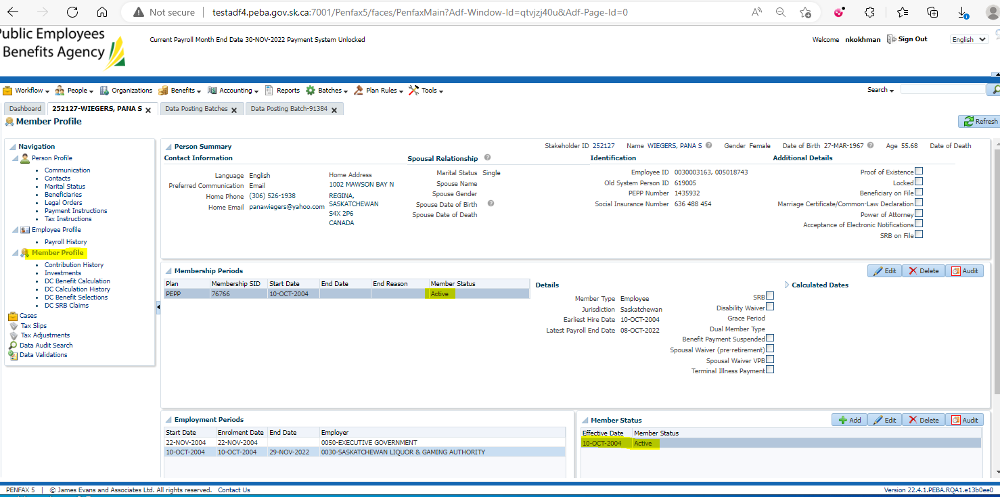 Not secure | testadf4.peba.gov.sk.ca:7001/Penfax5/faces/PenfaxMain?Adf-Window-Id=qtvjzj40u&Adf-Page-Id=0
Public Employees
Benefits Agency
Current Payroll Month End Date 30-NOV-2022 Payment System Unlocked
Welcome nkokhman Sign Out English
Workflow People Organizations Benefits Accounting Reports Batches Plan Rules Tools Search
Dashboard 252127-WIEGERS, PANA S Data Posting Batches Data Posting Batch-91384
Member Profile
Refresh
Navigation
Person Profile
Communication
Contacts
Marital Status
Beneficiaries
Legal Orders
Payment Instructions
Tax Instructions
Employee Profile
Payroll History
Member Profile
Contribution History
Investments
DC Benefit Calculation
DC Calculation History
DC Benefit Selections
DC SRB Claims
Cases
Tax Slips
Tax Adjustments
Data Audit Search
Data Validations
Person Summary
Stakeholder ID 252127 Name WIEGERS, PANA S Gender Female Date of Birth 27-MAR-1967 Age 55.68 Date of Death
Contact Information
Language English
Preferred Communication Email
Home Phone (306) 526-1938
Home Email panawiegers@yahoo.com
Home Address
1002 MAWSON BAY N
REGINA,
SASKATCHEWAN
S4X 2P6
CANADA
Spousal Relationship
Marital Status Single
Spouse Name
Spouse Gender
Spouse Date of Birth
Spouse Date of Death
Identification
Employee ID 0030003163, 005018743
Old System Person ID 619005
PEPP Number 1435932
Social Insurance Number 636 488 454
Additional Details
Proof of Existence
Locked
Beneficiary on File
Marriage Certificate/Common-Law Declaration
Power of Attorney
Acceptance of Electronic Notifications
SRB on File
Membership Periods
Edit Delete Audit
Plan Membership SID Start Date End Date End Reason Member Status
PEPP 76766 10-OCT-2004 Active
Details
Member Type Employee
Jurisdiction Saskatchewan
Earliest Hire Date 10-OCT-2004
Latest Payroll End Date 08-OCT-2022
SRB
Disability Waiver
Grace Period
Dual Member Type
Benefit Payment Suspended
Spousal Waiver (pre-retirement)
Spousal Waiver VPB
Terminal Illness Payment
Calculated Dates
Employment Periods
Start Date Enrolment Date End Date Employer
22-NOV-2004 22-NOV-2004 0050-EXECUTIVE GOVERNMENT
10-OCT-2004 10-OCT-2004 29-NOV-2022 0030-SASKATCHEWAN LIQUOR & GAMING AUTHORITY
Member Status
Add Edit Delete Audit
Effective Date Member Status
10-OCT-2004 Active
PENFAX 5 | © James Evans and Associates Ltd. All rights reserved. Contact Us
Version 22.4.1.PEBA.RQA1.e13b0ee0